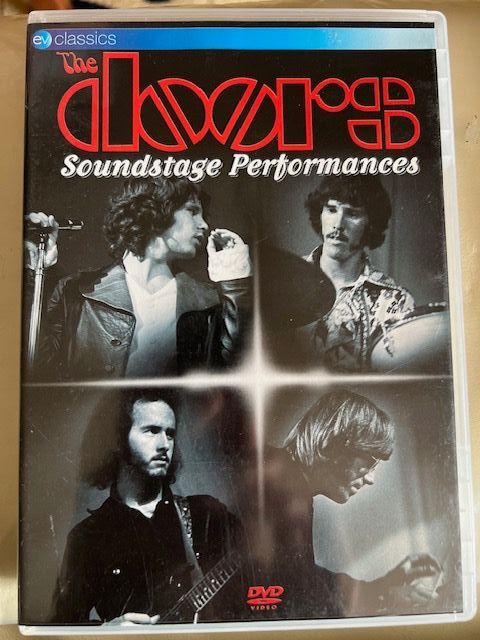 ev classics
The
doors
Soundstage Performances
DVD
VIDEO